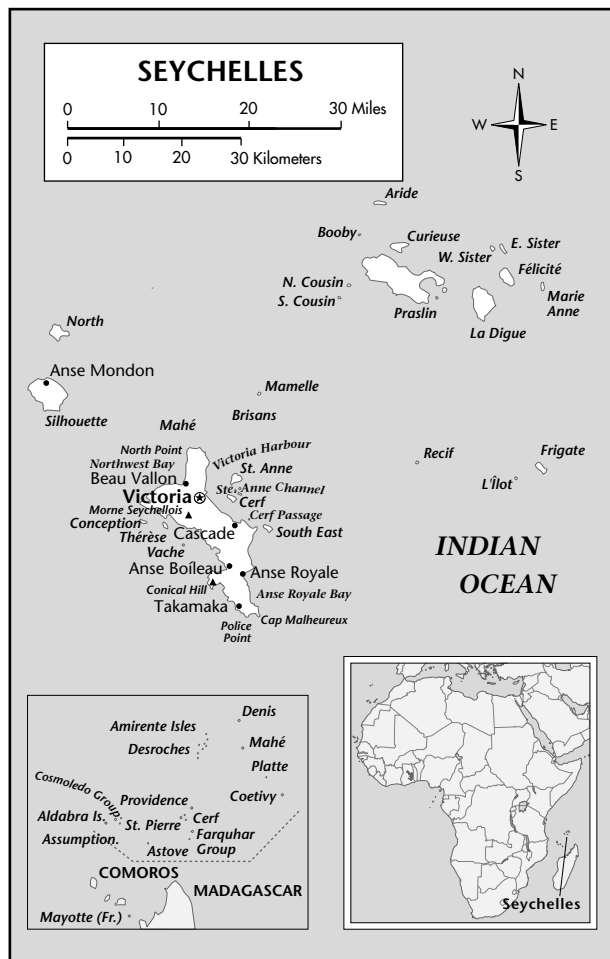 SEYCHELLES
0 10 20 30 Miles
0 10 20 30 Kilometers
N
W E
S
Aride
Booby
Curieuse
W. Sister
E. Sister
Félicité
N. Cousin
S. Cousin
Praslin
Marie
Anne
La Digue
North
Anse Mondon
Silhouette
Mamelle
Brisans
Mahé
North Point
Victoria Harbour
Northwest Bay
St. Anne
Beau Vallon
Ste. Anne Channel
Victoria
Cerf
Morne Seychellois
Cerf Passage
Conception
Thérèse
Cascade
South East
Vache
Anse Boíleau
Anse Royale
Conical Hill
Anse Royale Bay
Takamaka
Cap Malheureux
Police
Point
Recif
Frigate
L'Îlot
INDIAN
OCEAN
Denis
Amirente Isles
Desroches
Mahé
Platte
Cosmoledo Group
Providence
Coetivy
Aldabra Is.
St. Pierre
Cerf
Assumption
Farquhar
Group
Astove
COMOROS
MADAGASCAR
Mayotte (Fr.)
Seychelles